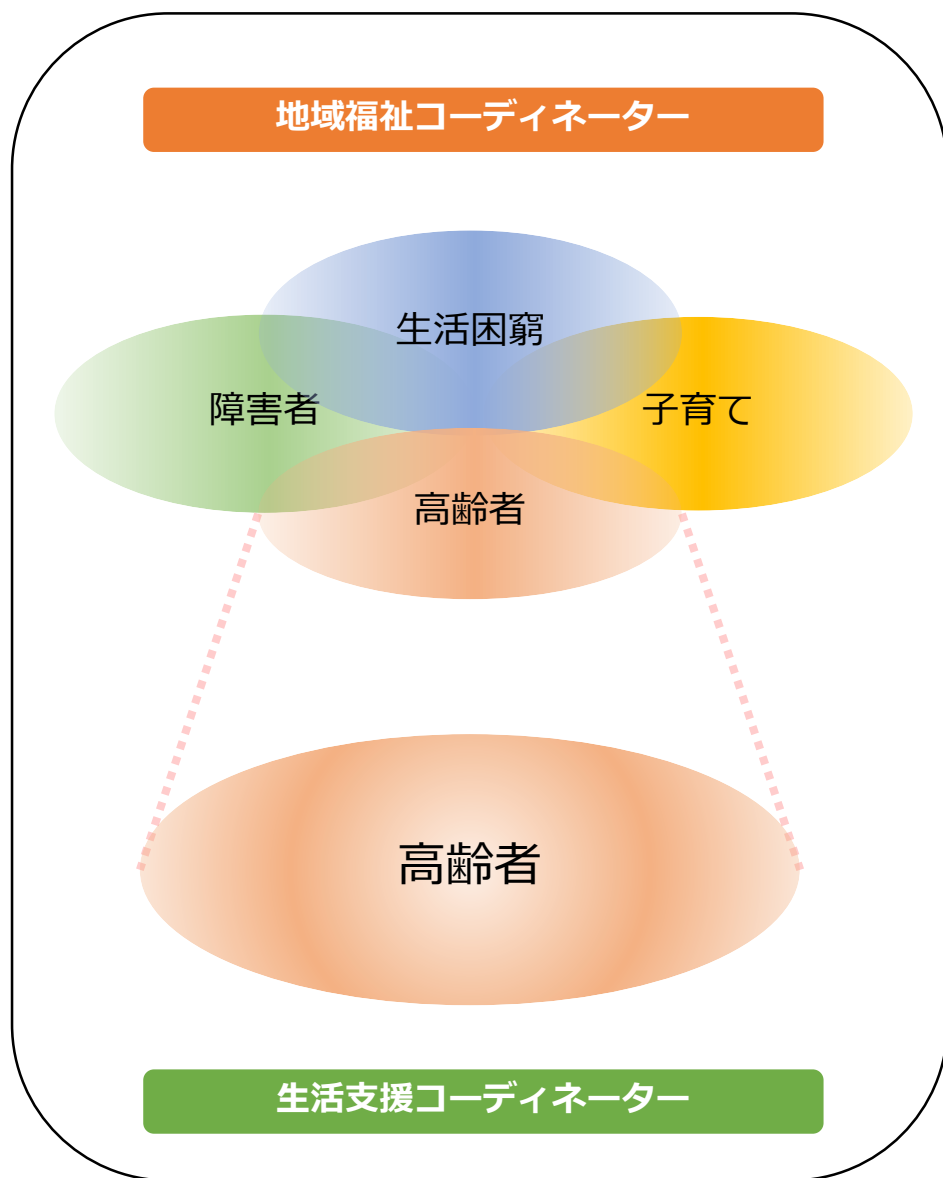 地域福祉コーディネーター
生活困窮
障害者
子育て
高齢者
高齢者
生活支援コーディネーター